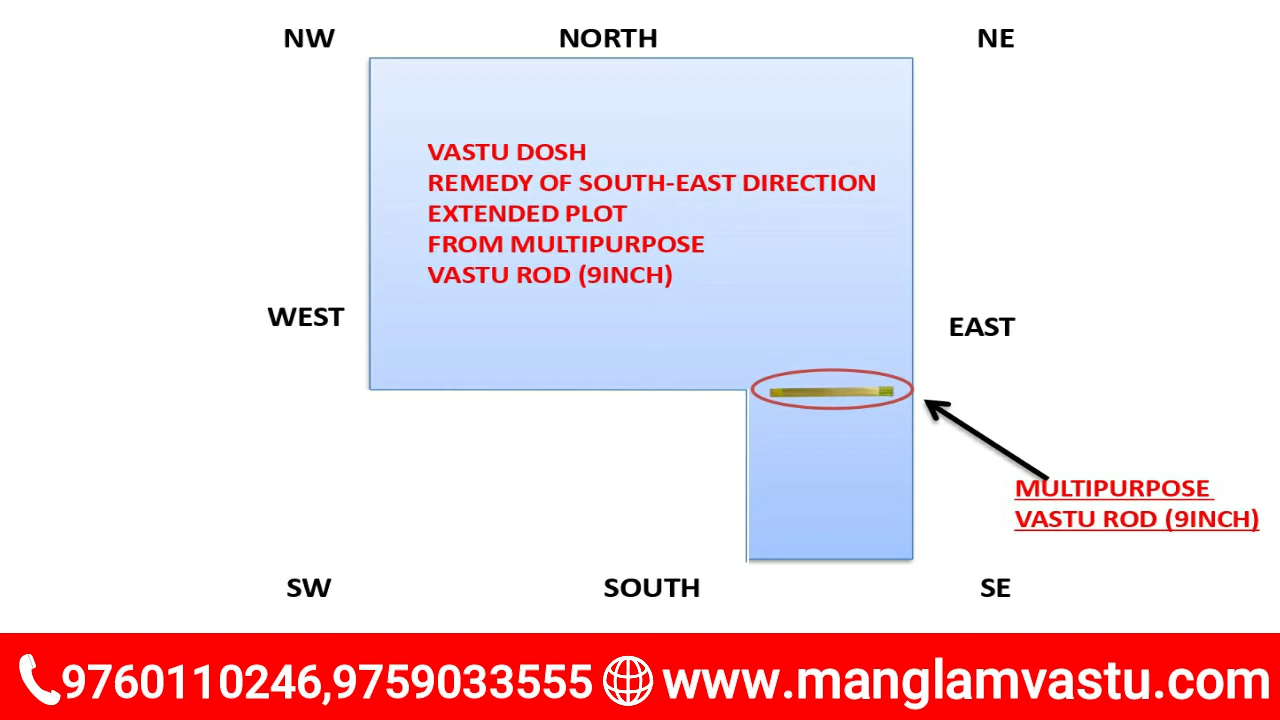 NW NORTH NE
VASTU DOSH
REMEDY OF SOUTH-EAST DIRECTION
EXTENDED PLOT
FROM MULTIPURPOSE
VASTU ROD (9INCH)
WEST
EAST
MULTIPURPOSE
VASTU ROD (9INCH)
SW SOUTH SE
9760110246,9759033555 www.manglamvastu.com